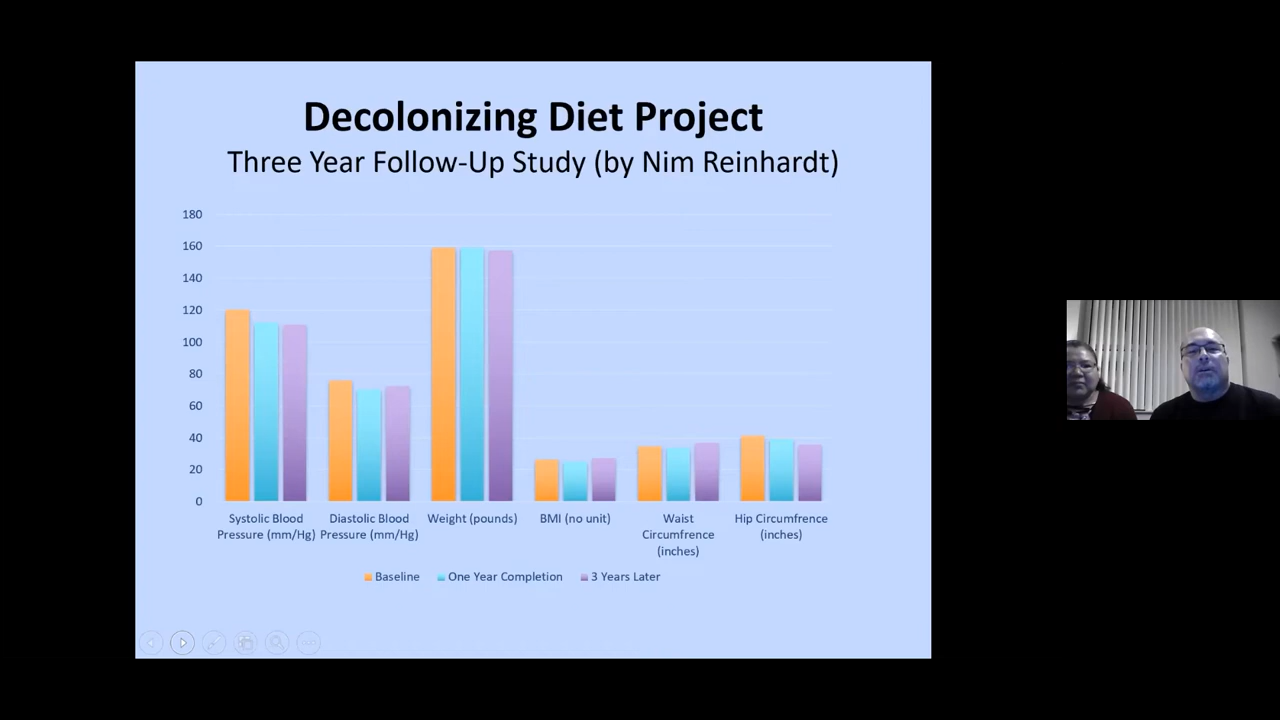 Decolonizing Diet Project
Three Year Follow-Up Study (by Nim Reinhardt)
180
160
140
120
100
80
60
40
20
0
Systolic Blood
Pressure (mm/Hg)
Diastolic Blood
Pressure (mm/Hg)
Weight (pounds)
BMI (no unit)
Waist
Circumfrence
(inches)
Hip Circumfrence
(inches)
Baseline
One Year Completion
3 Years Later